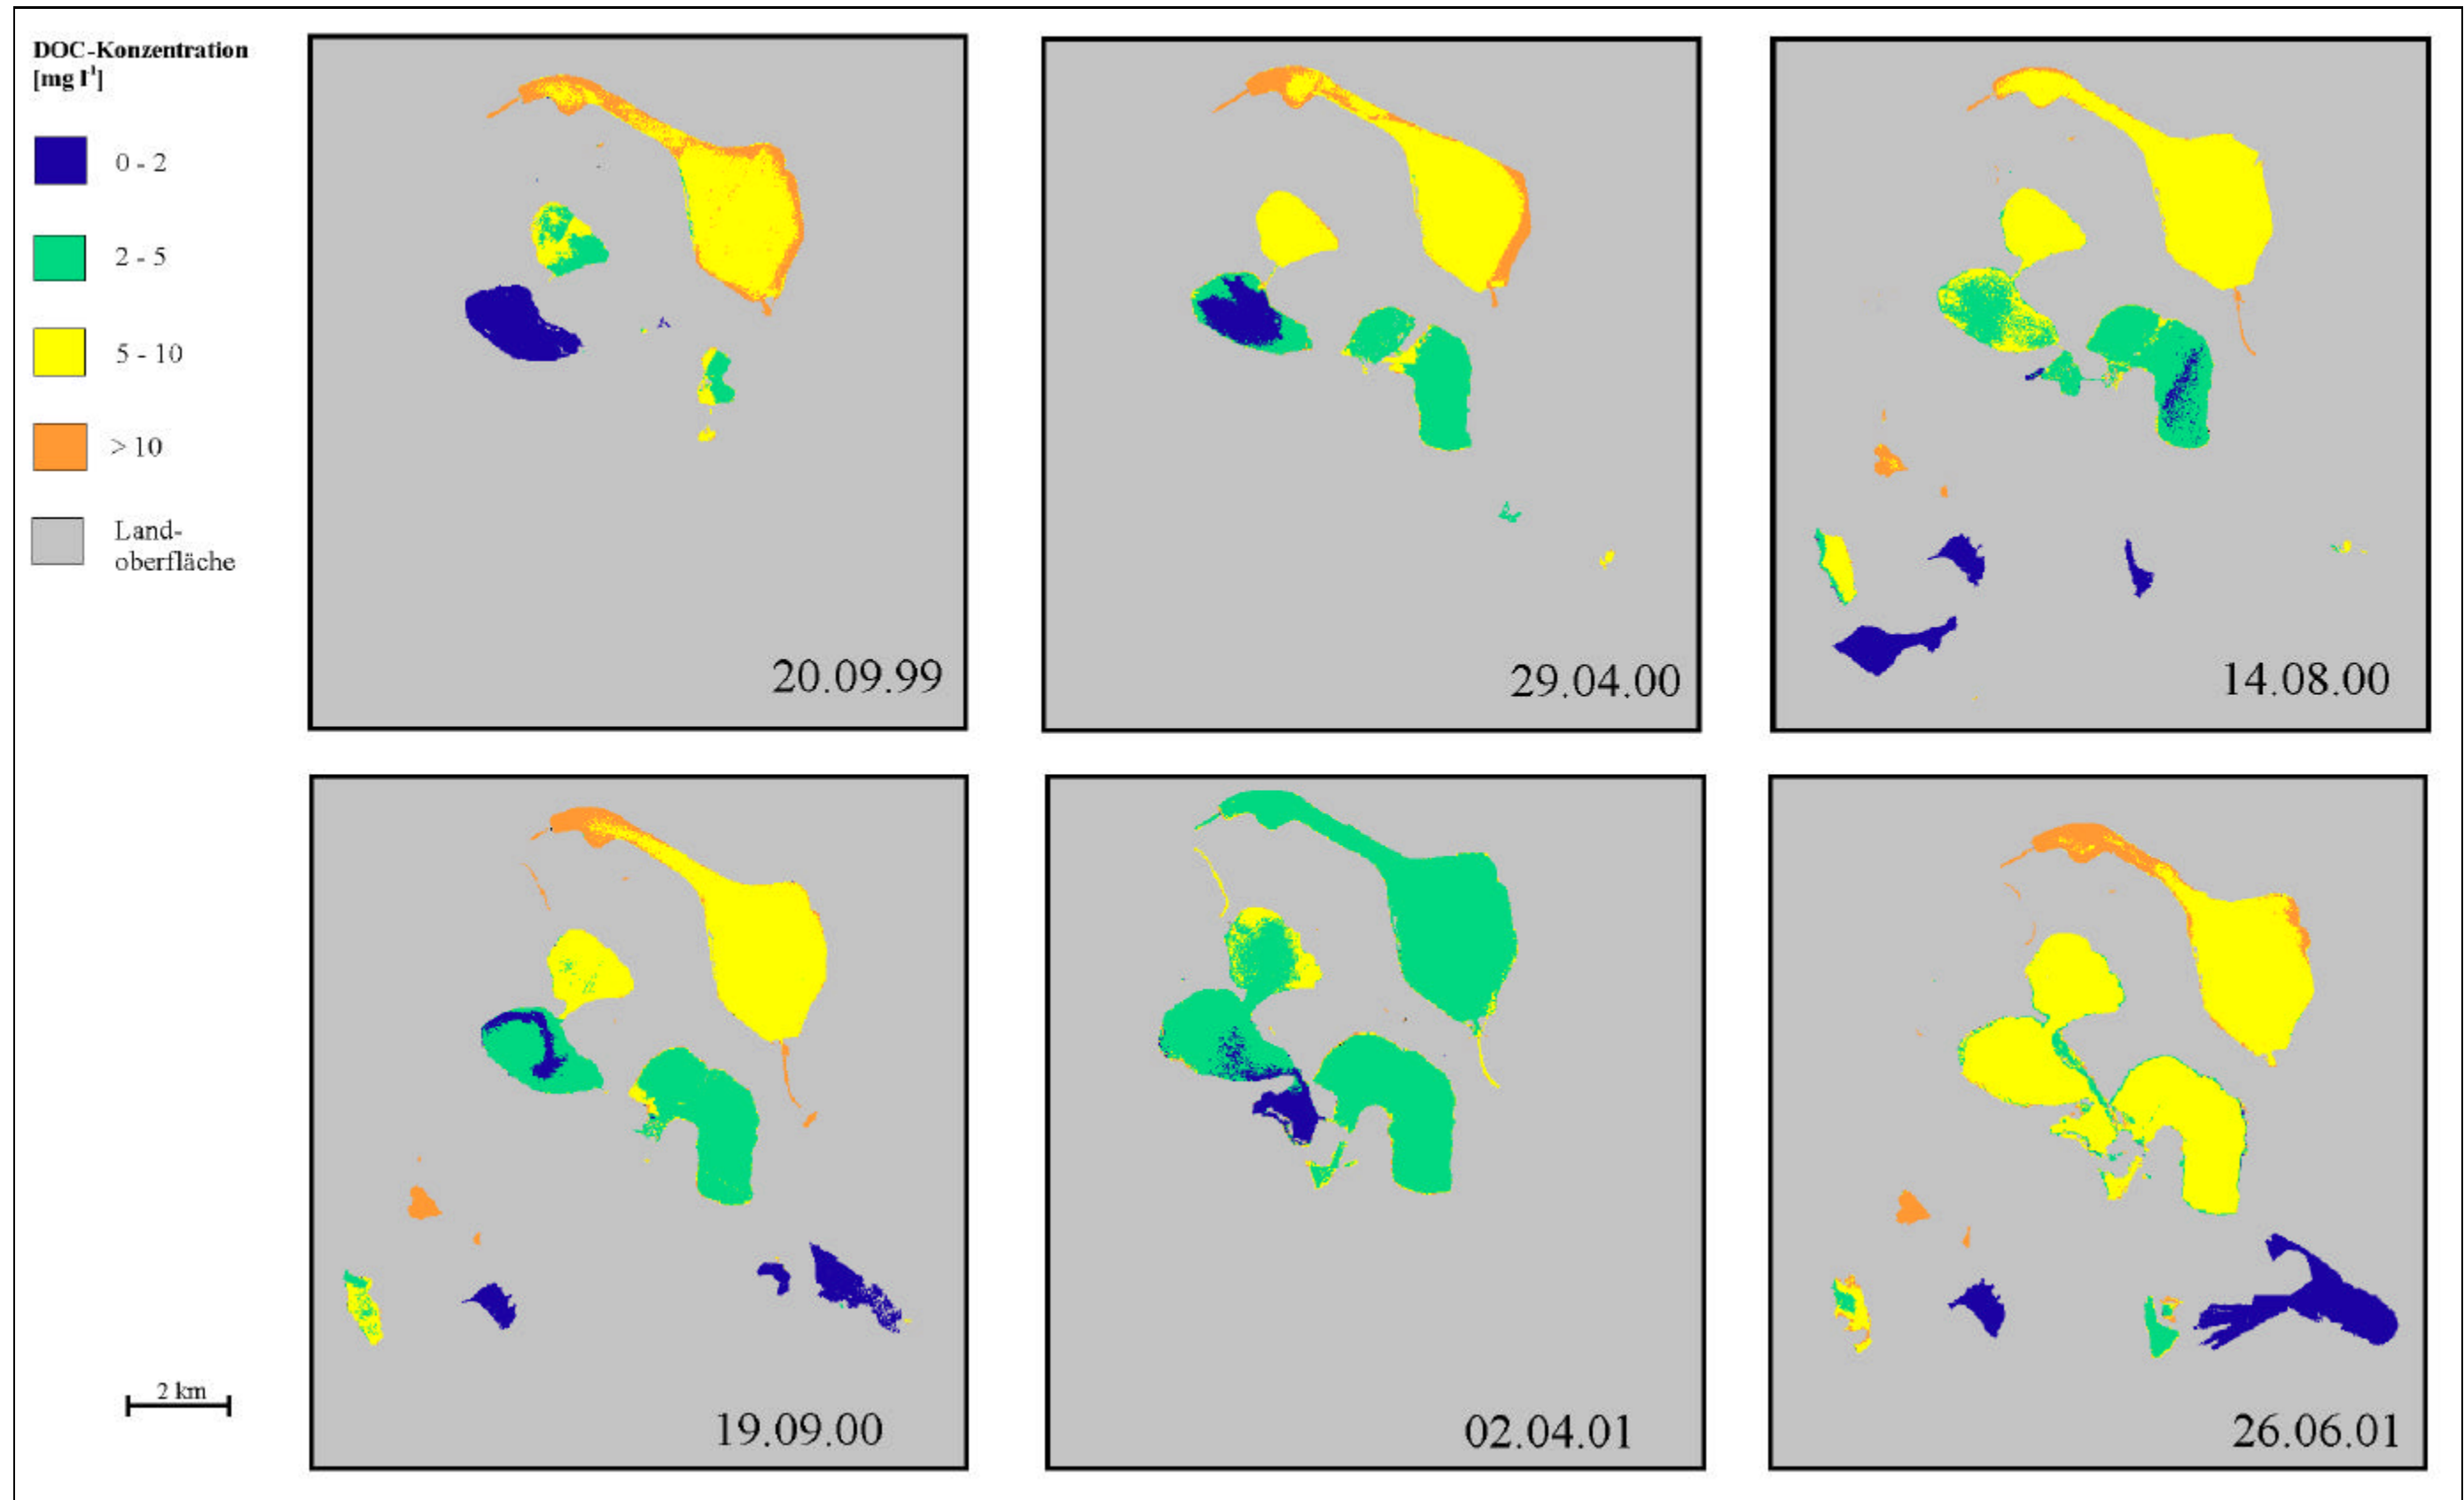 DOC-Konzentration
[mg l⁻¹]
0 - 2
2 - 5
5 - 10
> 10
Land-
oberfläche
20.09.99
29.04.00
14.08.00
19.09.00
02.04.01
26.06.01
2 km